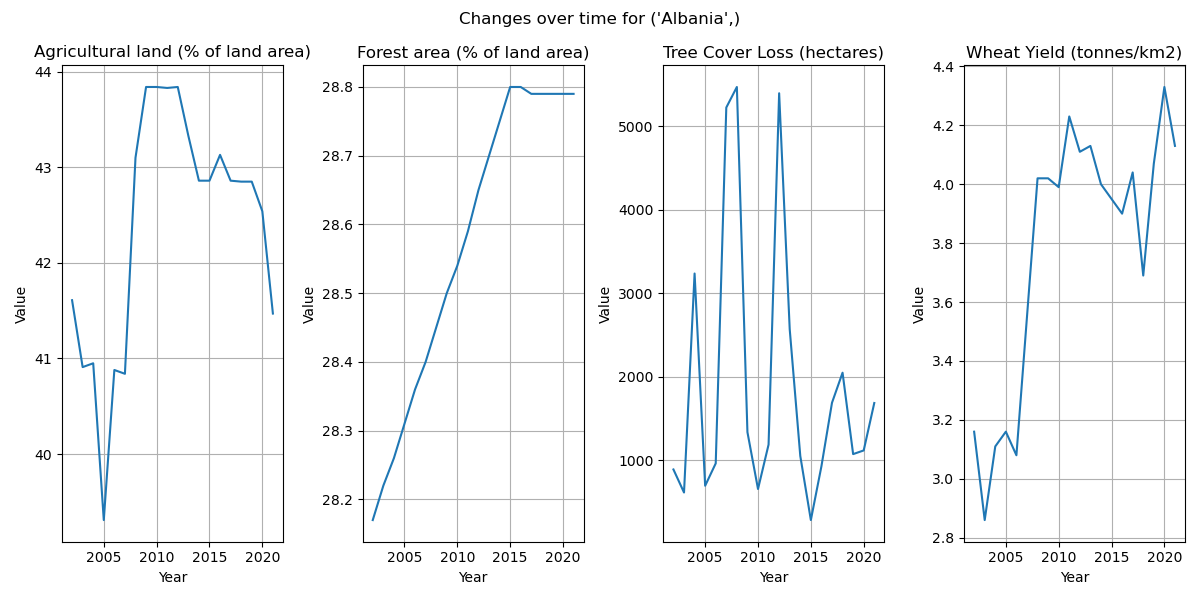 Changes over time for ('Albania',)
Agricultural land (% of land area)
44
43
42
41
40
Value
2005 2010 2015 2020
Year
Forest area (% of land area)
28.8
28.7
28.6
28.5
28.4
28.3
28.2
Value
2005 2010 2015 2020
Year
Tree Cover Loss (hectares)
5000
4000
3000
2000
1000
Value
2005 2010 2015 2020
Year
Wheat Yield (tonnes/km2)
4.4
4.2
4.0
3.8
3.6
3.4
3.2
3.0
2.8
Value
2005 2010 2015 2020
Year